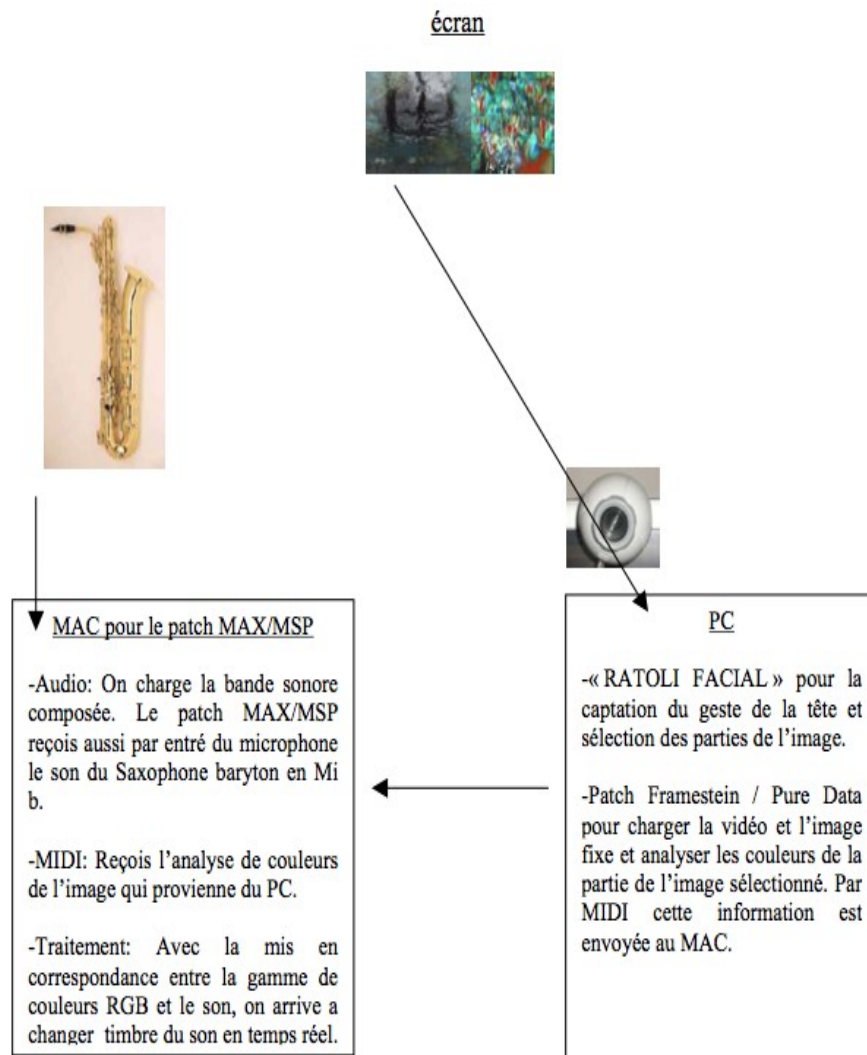 écran
MAC pour le patch MAX/MSP
-Audio: On charge la bande sonore
composée. Le patch MAX/MSP
reçois aussi par entré du microphone
le son du Saxophone baryton en Mi
b.
-MIDI: Reçois l’analyse de couleurs
de l’image qui provienne du PC.
-Traitement: Avec la mis en
correspondance entre la gamme de
couleurs RGB et le son, on arrive a
changer timbre du son en temps réel.
PC
-« RATOLI FACIAL » pour la
captation du geste de la tête et
sélection des parties de l’image.
-Patch Framestein / Pure Data
pour charger la vidéo et l’image
fixe et analyser les couleurs de la
partie de l’image sélectionné. Par
MIDI cette information est
envoyée au MAC.